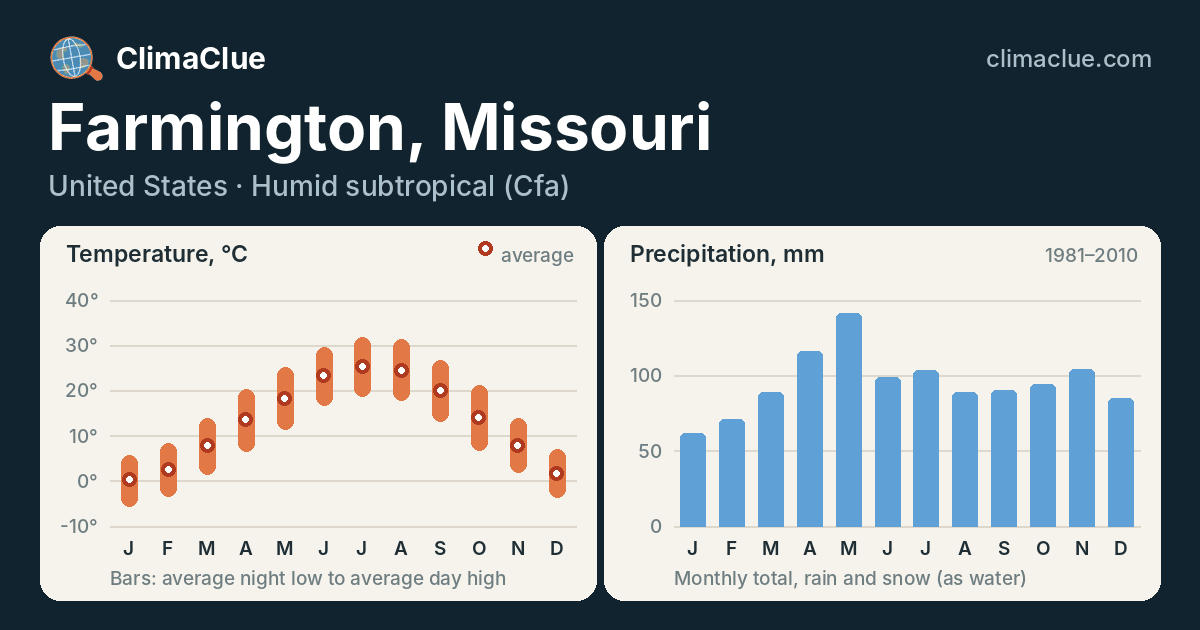 ClimaClue
climaclue.com
Farmington, Missouri
United States · Humid subtropical (Cfa)
Temperature, °C
average
40°
30°
20°
10°
0°
-10°
J F M A M J J A S O N D
Bars: average night low to average day high
Precipitation, mm
1981–2010
150
100
50
0
J F M A M J J A S O N D
Monthly total, rain and snow (as water)